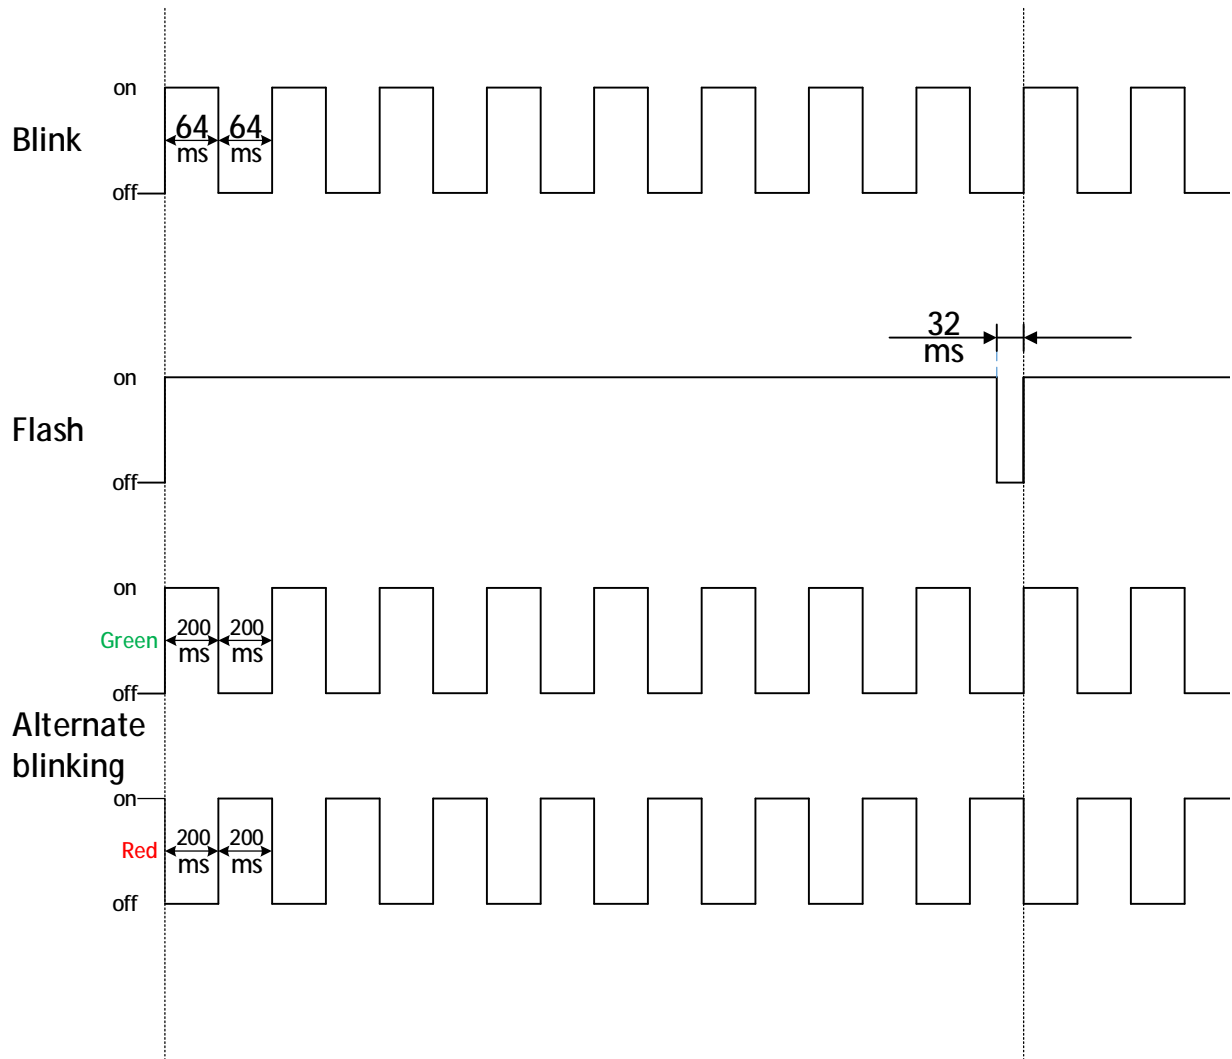 on
64 64
Blink
ms ms
off
32
ms
on
Flash
off
on
200 200
Green
ms ms
off
Alternate
blinking
on
200 200
Red
ms ms
off